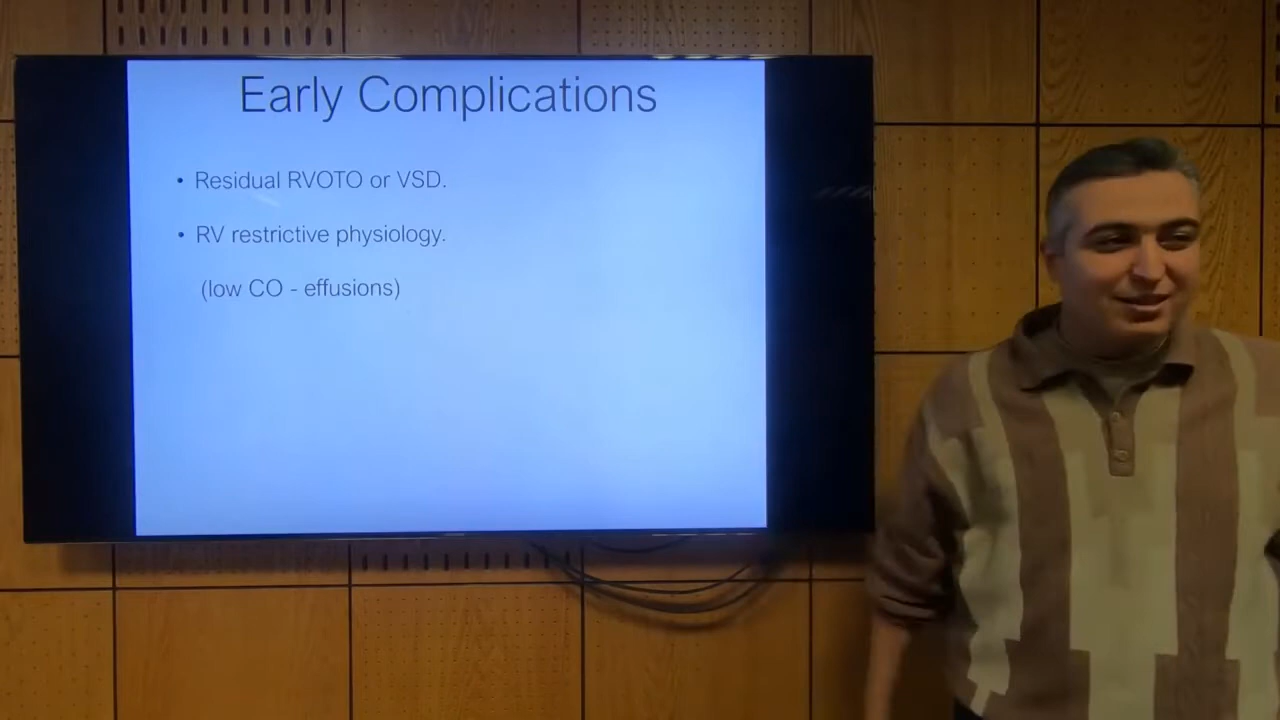 Early Complications
• Residual RVOTO or VSD.
• RV restrictive physiology.
(low CO - effusions)